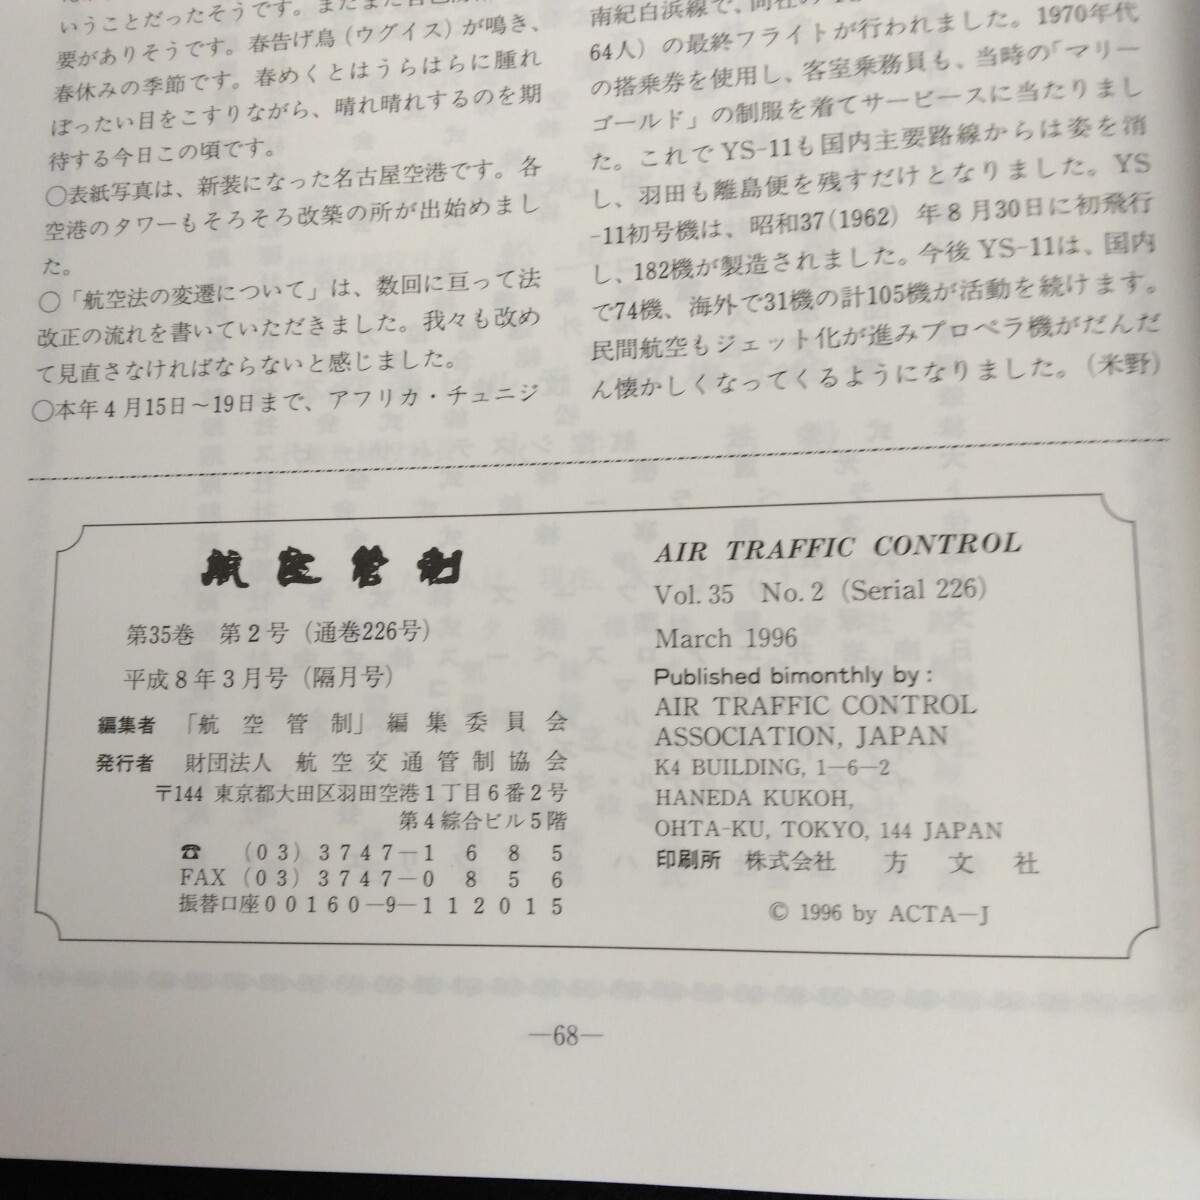 いうことだったそうです。まだまだ
要がありそうです。春告げ鳥(ウグイス)が鳴き、
春休みの季節です。春めくとはうらはらに腫れ
ぼったい目をこすりながら、晴れ晴れするのを期
待する今日この頃です。
○表紙写真は、新装になった名古屋空港です。各
空港のタワーもそろそろ改築の所が出始めまし
た。
○「航空法の変遷について」は、数回に亘って法
改正の流れを書いていただきました。我々も改め
て見直さなければならないと感じました。
○本年4月15日～19日まで、アフリカ・チュニジ
南紀白浜線で、同社の
64人)の最終フライトが行われました。1970年代
の搭乗券を使用し、客室乗務員も、当時の「マリー
ゴールド」の制服を着てサービースに当たりまし
た。これでYS-11も国内主要路線からは姿を消
し、羽田も離島便を残すだけとなりました。YS
-11初号機は、昭和37(1962)年8月30日に初飛行
し、182機が製造されました。今後YS-11は、国内
で74機、海外で31機の計105機が活動を続けます。
民間航空もジェット化が進みプロペラ機がだんだ
ん懐かしくなってくるようになりました。(米野)
航空管制
第35巻 第2号(通巻226号)
平成8年3月号(隔月号)
編集者 「航空管制」編集委員会
発行者 財団法人 航空交通管制協会
〒144 東京都大田区羽田空港1丁目6番2号
第4綜合ビル5階
☎ (03)3747-1685
FAX (03)3747-0856
振替口座00160-9-112015
AIR TRAFFIC CONTROL
Vol.35 No.2 (Serial 226)
March 1996
Published bimonthly by:
AIR TRAFFIC CONTROL
ASSOCIATION, JAPAN
K4 BUILDING, 1-6-2
HANEDA KUKOH,
OHTA-KU, TOKYO, 144 JAPAN
印刷所 株式会社 方文社
© 1996 by ACTA-J
—68—